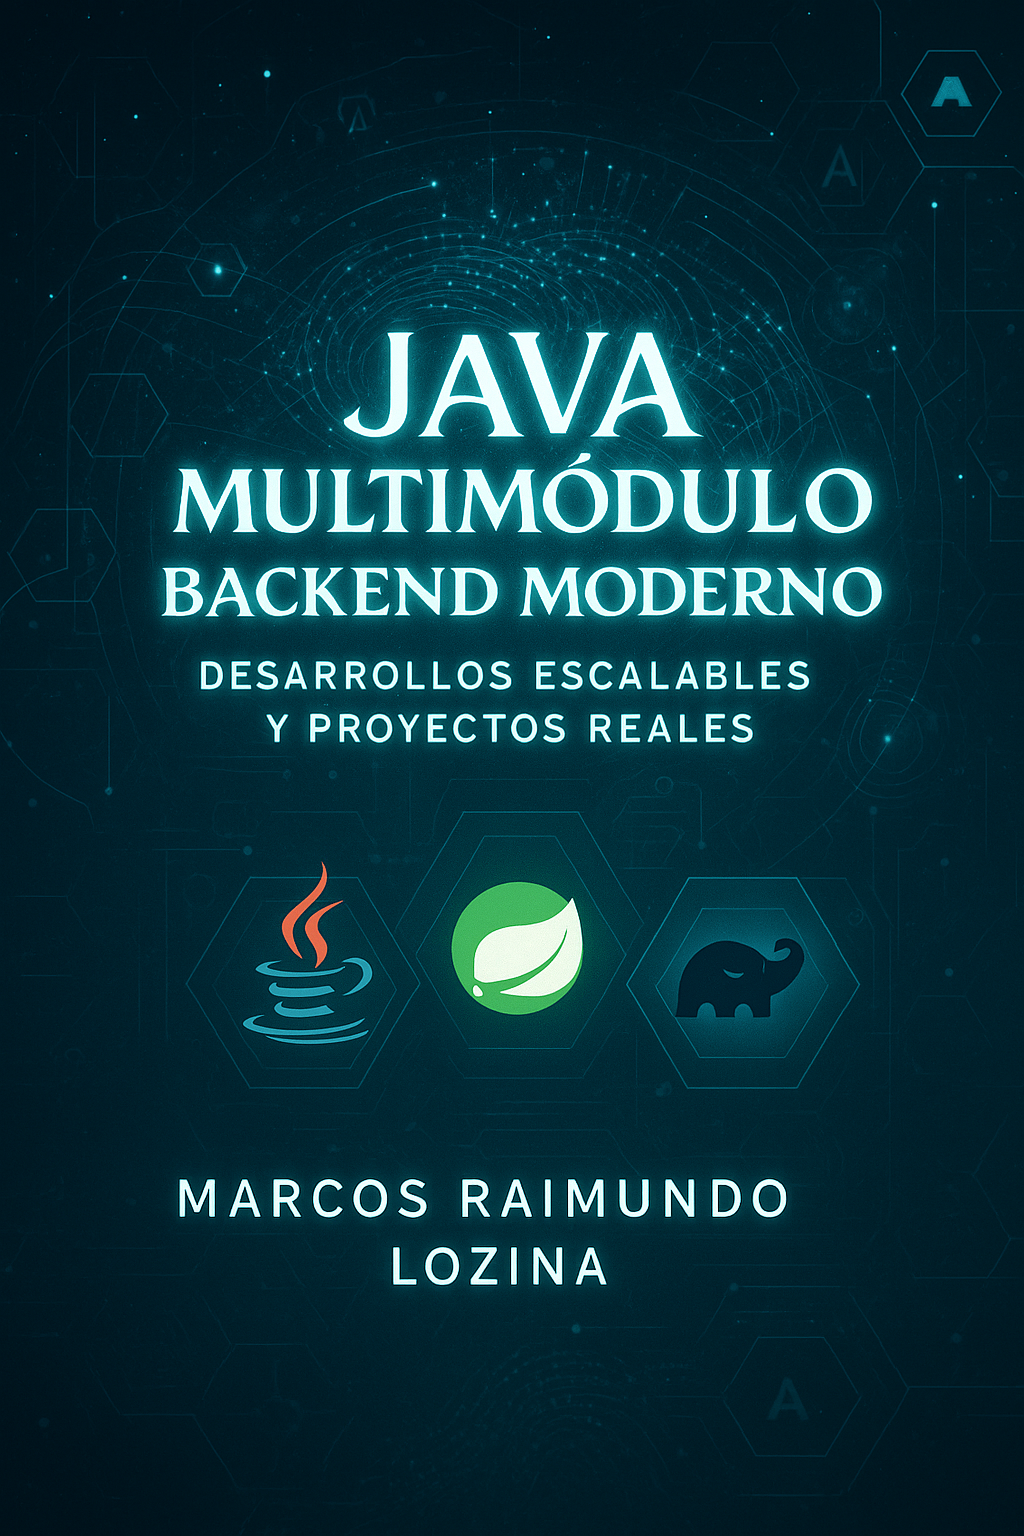 A
A
A
JAVA
MULTIMÓDULO
BACKEND MODERNO
DESARROLLOS ESCALABLES
Y PROYECTOS REALES
MARCOS RAIMUNDO
LOZINA
A